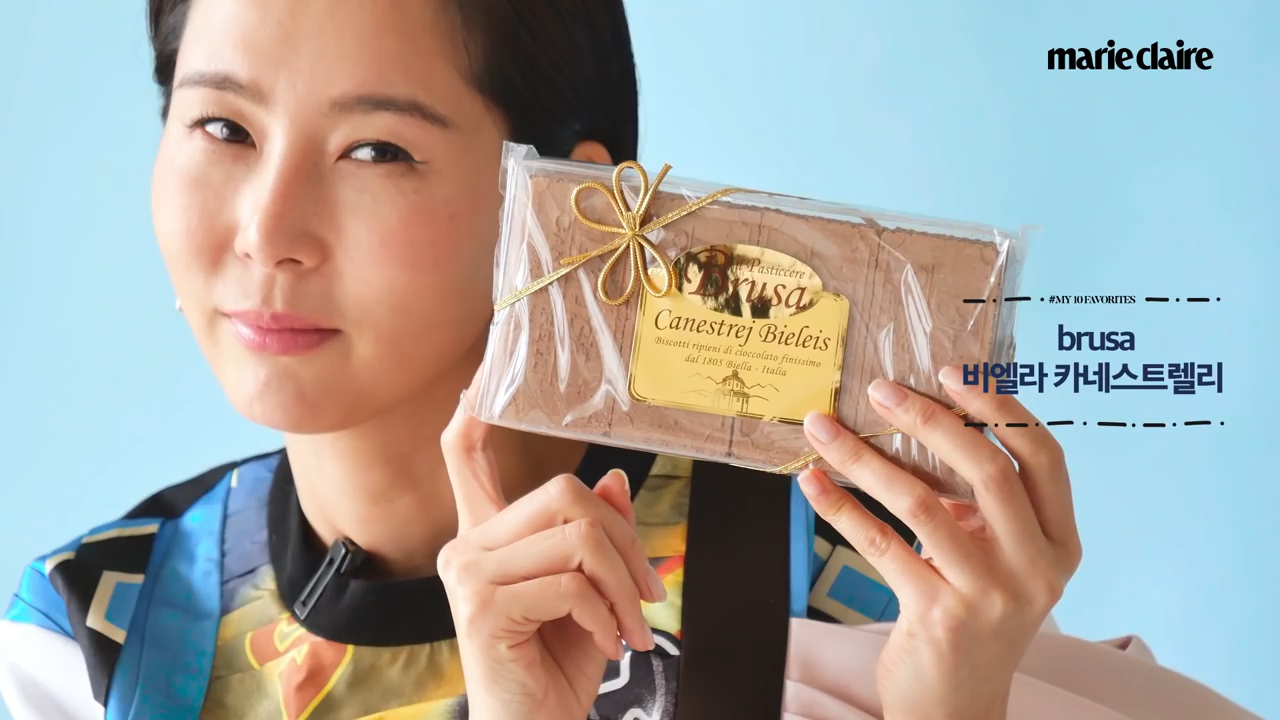 marie claire
Pasticcere
Brusa
Canestrej Bieleis
Biscotti ripieni di cioccolato finissimo
dal 1805 Biella - Italia
#MY 10 FAVORITES
brusa
비엘라 카네스트렐리